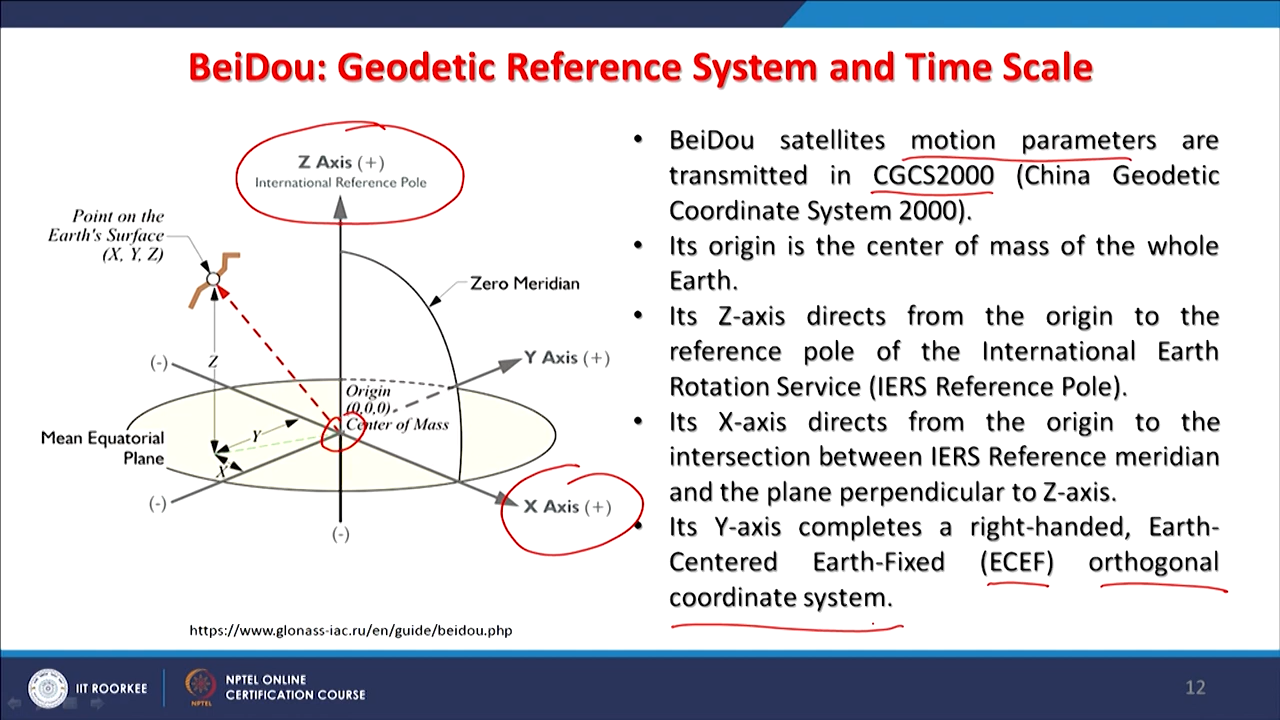 BeiDou: Geodetic Reference System and Time Scale
Z Axis (+)
International Reference Pole
Point on the
Earth's Surface
(X, Y, Z)
Zero Meridian
(-)
Z
Y Axis (+)
Origin
(0,0,0)
Center of Mass
Y
Mean Equatorial
Plane
X
(-)
X Axis (+)
(-)
https://www.glonass-iac.ru/en/guide/beidou.php
• BeiDou satellites motion parameters are
transmitted in CGCS2000 (China Geodetic
Coordinate System 2000).
• Its origin is the center of mass of the whole
Earth.
• Its Z-axis directs from the origin to the
reference pole of the International Earth
Rotation Service (IERS Reference Pole).
• Its X-axis directs from the origin to the
intersection between IERS Reference meridian
and the plane perpendicular to Z-axis.
• Its Y-axis completes a right-handed, Earth-
Centered Earth-Fixed (ECEF) orthogonal
coordinate system.
IIT ROORKEE
NPTEL
NPTEL ONLINE
CERTIFICATION COURSE
12